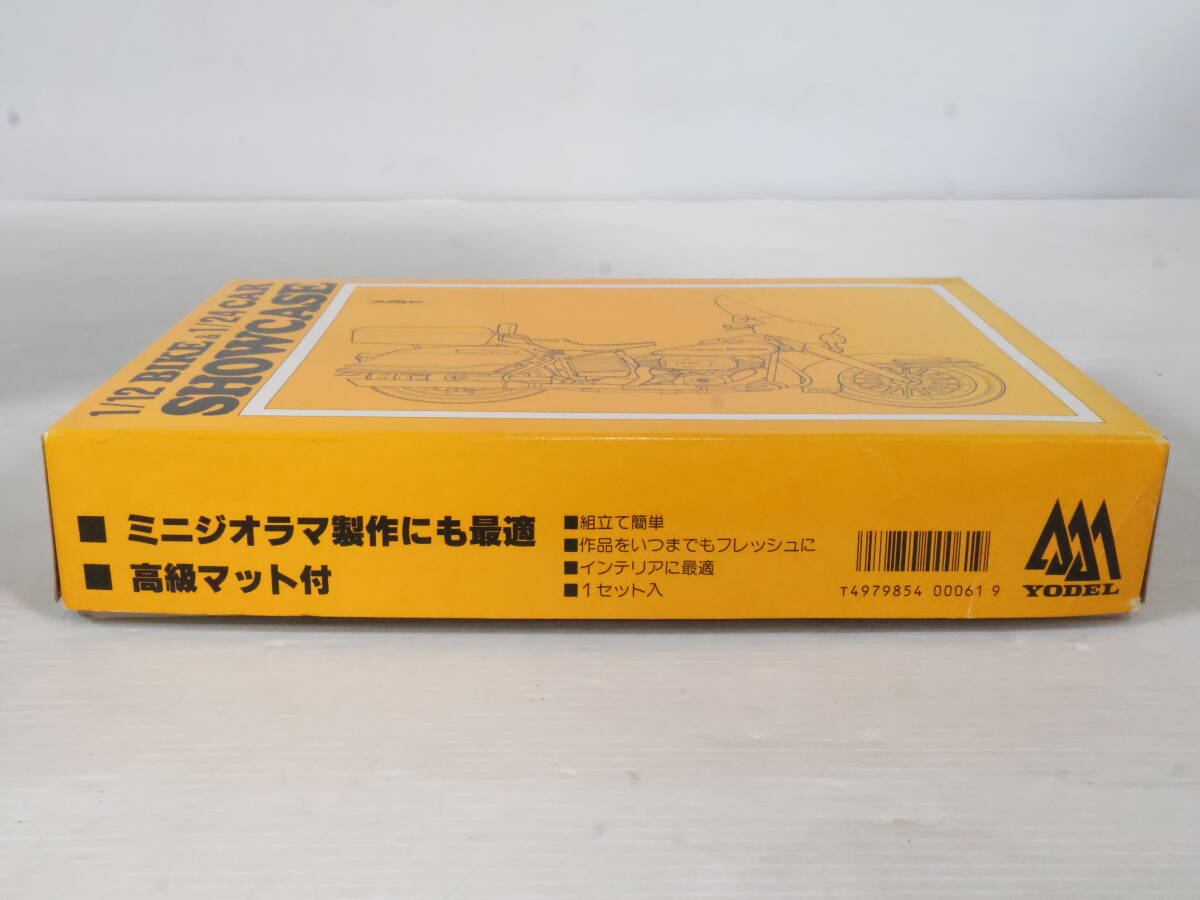 1/12 BIKE & 1/24 CAR
SHOWCASE
■ ミニジオラマ製作にも最適
■ 高級マット付
■組立て簡単
■作品をいつまでもフレッシュに
■インテリアに最適
■1セット入
T4979854 00061 9
YODEL